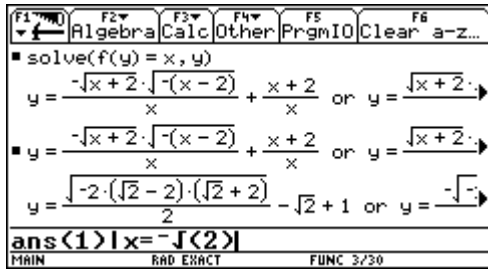 F1 F2 Algebra F3 Calc F4 Other F5 PrgmIO F6 Clear a-z…
▪ solve(f(y) = x, y)
y = -√(x + 2)·√(-(x - 2))/x + (x + 2)/x or y = √(x + 2)·
▪ y = -√(x + 2)·√(-(x - 2))/x + (x + 2)/x or y = √(x + 2)·
y = √(-2·(√2 - 2)·(√2 + 2))/2 - √2 + 1 or y = -√(-
ans(1)|x=-√(2)
MAIN RAD EXACT FUNC 3/30